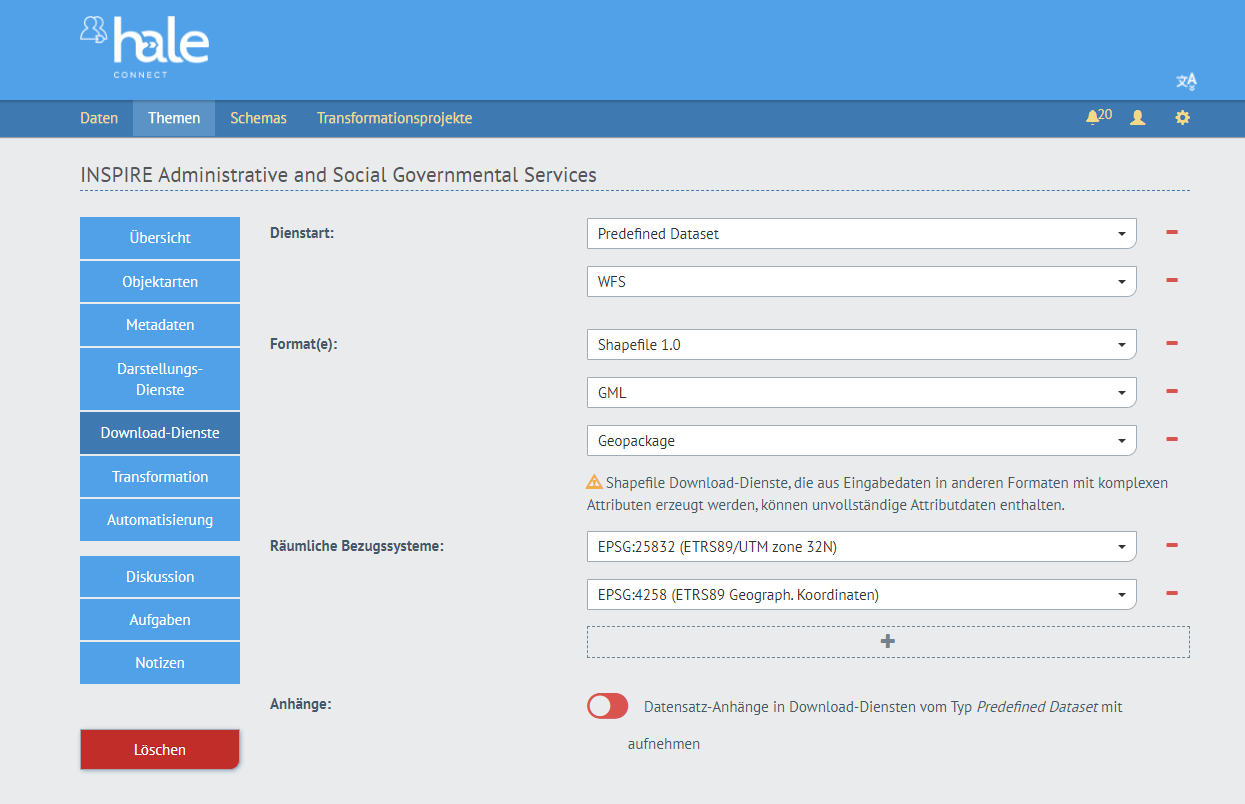 hale
CONNECT
Daten Themen Schemas Transformationsprojekte 20
INSPIRE Administrative and Social Governmental Services
Übersicht
Objektarten
Metadaten
Darstellungs-
Dienste
Download-Dienste
Transformation
Automatisierung
Diskussion
Aufgaben
Notizen
Löschen
Dienstart:
Predefined Dataset
WFS
Format(e):
Shapefile 1.0
GML
Geopackage
Shapefile Download-Dienste, die aus Eingabedaten in anderen Formaten mit komplexen
Attributen erzeugt werden, können unvollständige Attributdaten enthalten.
Räumliche Bezugssysteme:
EPSG:25832 (ETRS89/UTM zone 32N)
EPSG:4258 (ETRS89 Geograph. Koordinaten)
Anhänge:
Datensatz-Anhänge in Download-Diensten vom Typ Predefined Dataset mit
aufnehmen